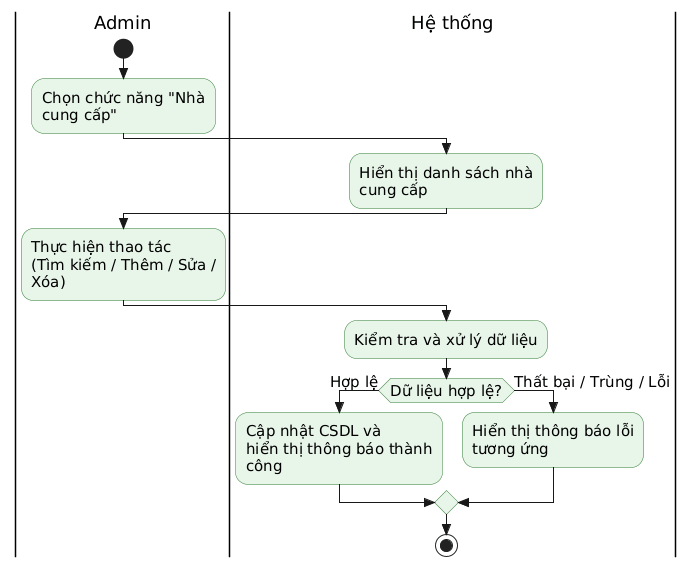 Admin
Hệ thống
Chọn chức năng "Nhà
cung cấp"
Hiển thị danh sách nhà
cung cấp
Thực hiện thao tác
(Tìm kiếm / Thêm / Sửa /
Xóa)
Kiểm tra và xử lý dữ liệu
Dữ liệu hợp lệ?
Hợp lệ
Thất bại / Trùng / Lỗi
Cập nhật CSDL và
hiển thị thông báo thành
công
Hiển thị thông báo lỗi
tương ứng